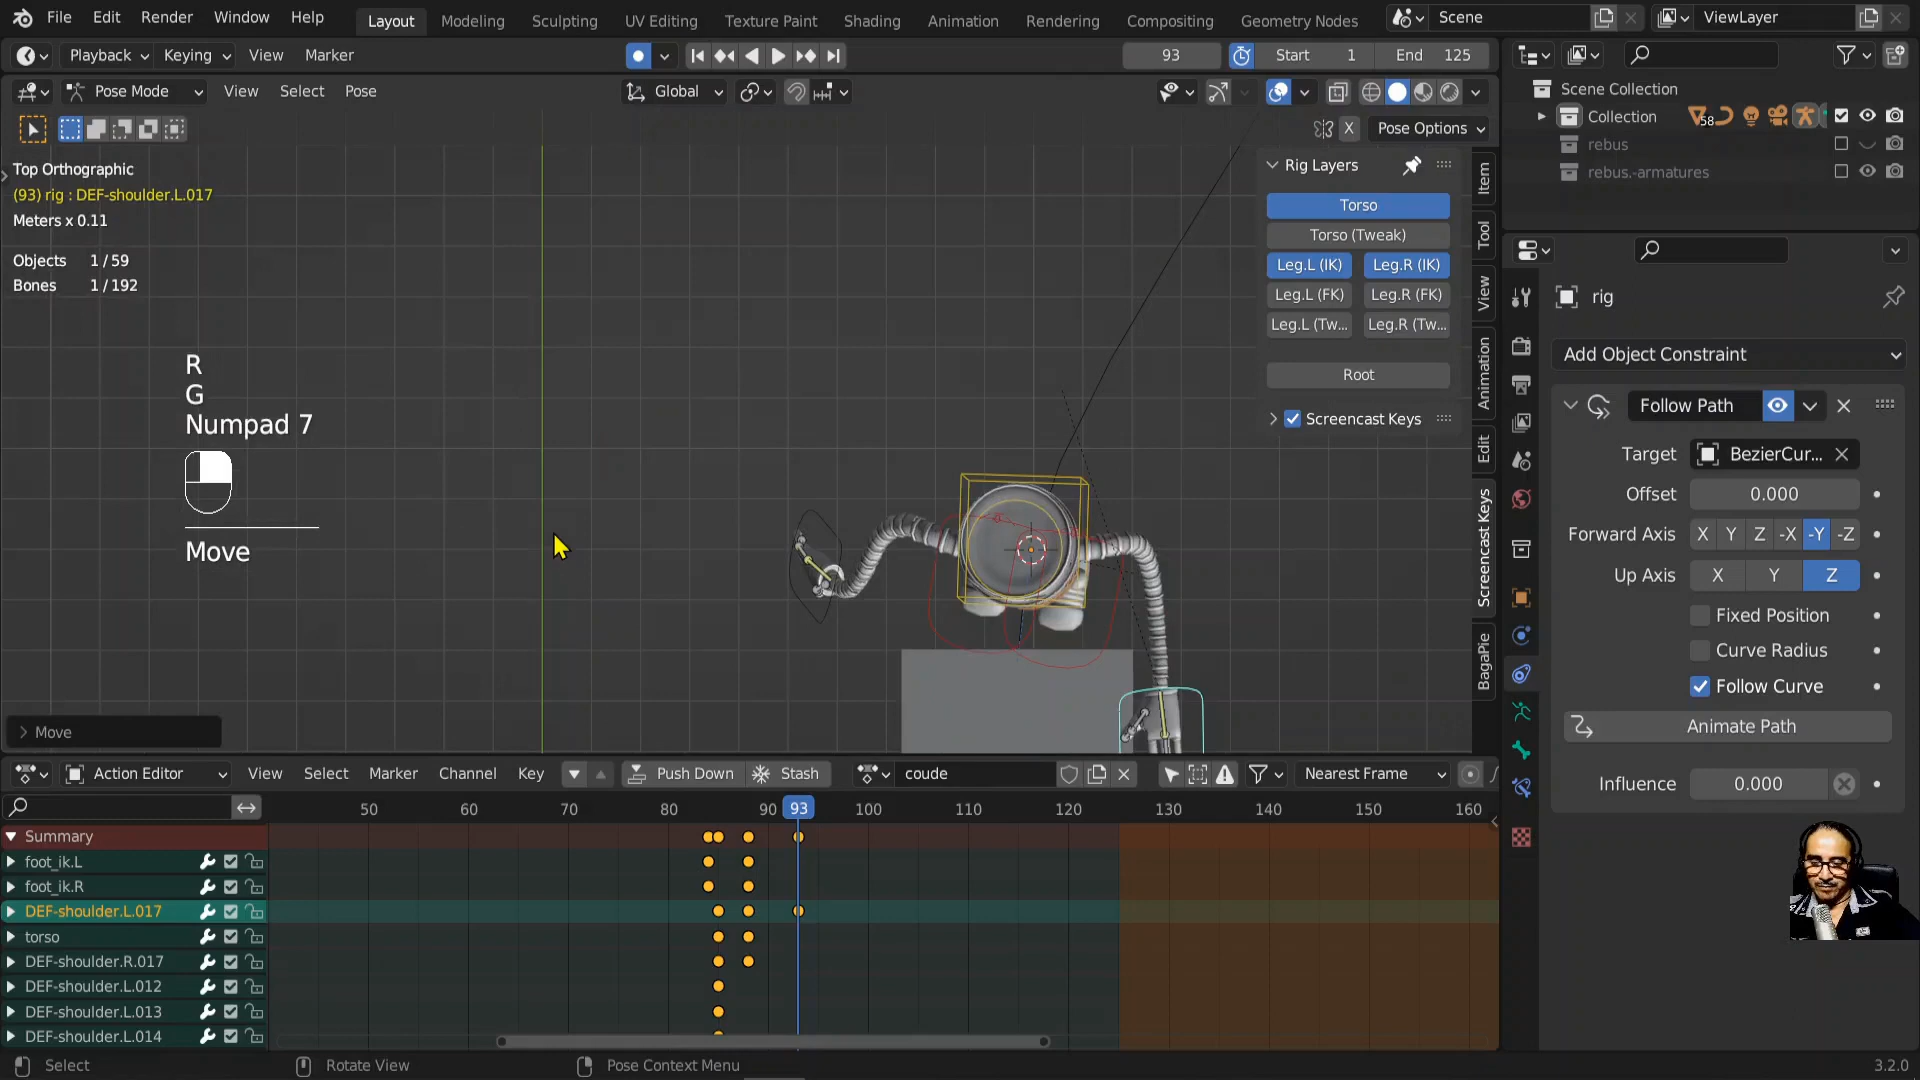 File Edit Render Window Help Layout Modeling Sculpting UV Editing Texture Paint Shading Animation Rendering Compositing Geometry Nodes Scene ViewLayer
Playback Keying View Marker 93 Start 1 End 125
Pose Mode View Select Pose Global
X Pose Options
Top Orthographic
(93) rig : DEF-shoulder.L.017
Meters x 0.11
Objects 1/59
Bones 1/192
R
G
Numpad 7
Move
Move
Rig Layers
Torso
Torso (Tweak)
Leg.L (IK) Leg.R (IK)
Leg.L (FK) Leg.R (FK)
Leg.L (Tw... Leg.R (Tw...
Root
Screencast Keys
Item
Tool
View
Animation
Edit
Screencast Keys
BagaPie
Scene Collection
Collection 58
rebus
rebus.-armatures
rig
Add Object Constraint
Follow Path
Target BezierCur...
Offset 0.000
Forward Axis X Y Z -X -Y -Z
Up Axis X Y Z
Fixed Position
Curve Radius
Follow Curve
Animate Path
Influence 0.000
Action Editor View Select Marker Channel Key Push Down Stash coude Nearest Frame
50 60 70 80 90 93 100 110 120 130 140 150 160
Summary
foot_ik.L
foot_ik.R
DEF-shoulder.L.017
torso
DEF-shoulder.R.017
DEF-shoulder.L.012
DEF-shoulder.L.013
DEF-shoulder.L.014
Select Rotate View Pose Context Menu 3.2.0